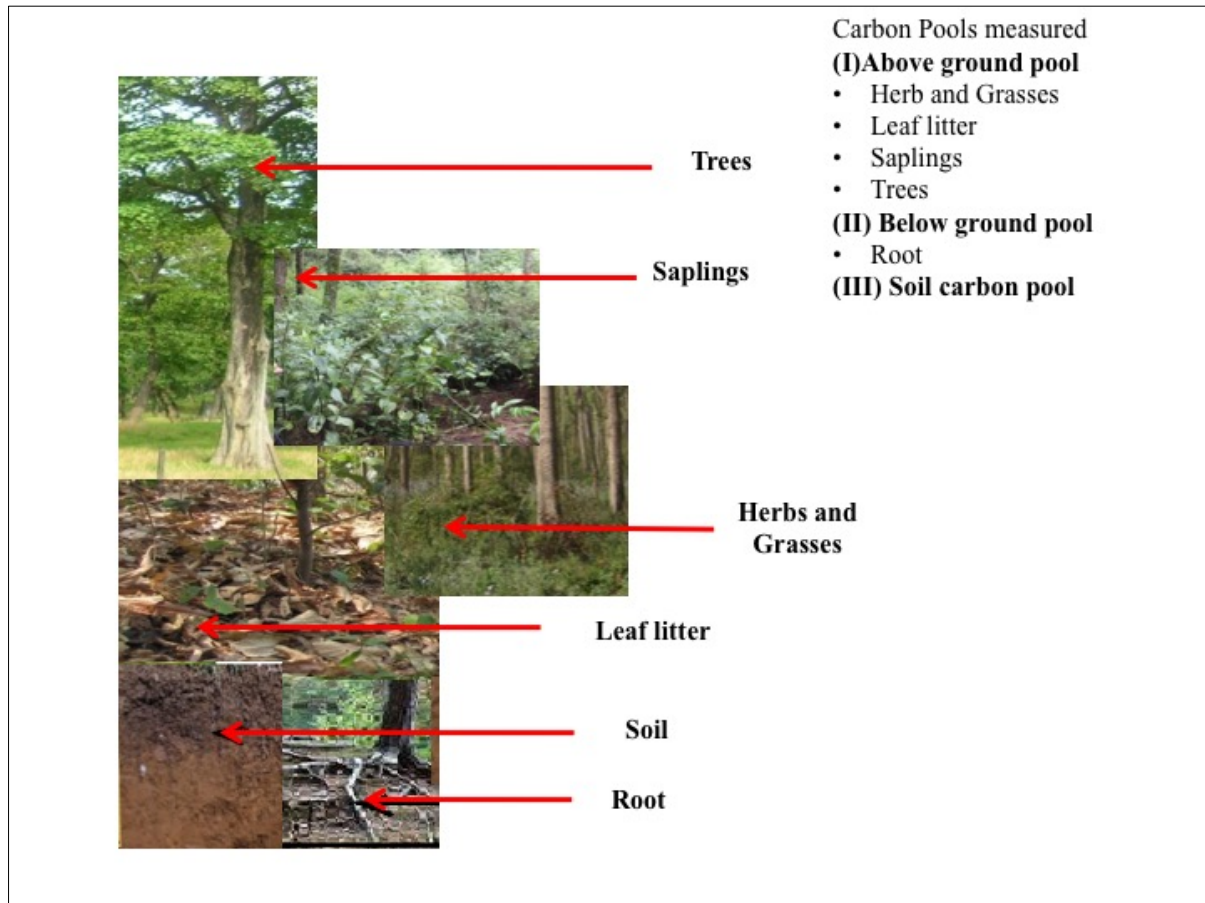 Carbon Pools measured
(I)Above ground pool
• Herb and Grasses
• Leaf litter
• Saplings
• Trees
(II) Below ground pool
• Root
(III) Soil carbon pool
Trees
Saplings
Herbs and
Grasses
Leaf litter
Soil
Root